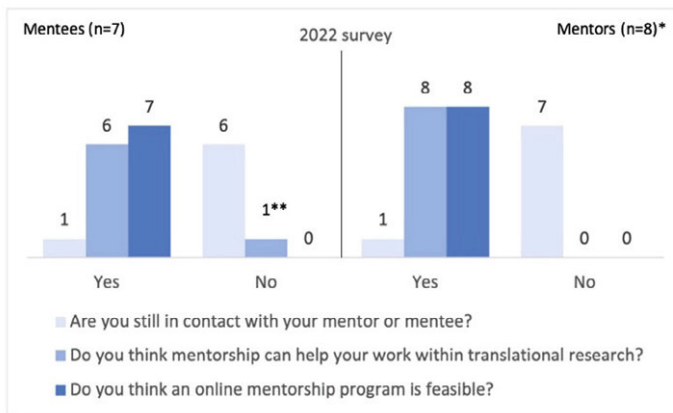 Mentees (n=7)
2022 survey
Mentors (n=8)*
1
6
7
6
1**
0
1
8
8
7
0
0
Yes
No
Yes
No
Are you still in contact with your mentor or mentee?
Do you think mentorship can help your work within translational research?
Do you think an online mentorship program is feasible?